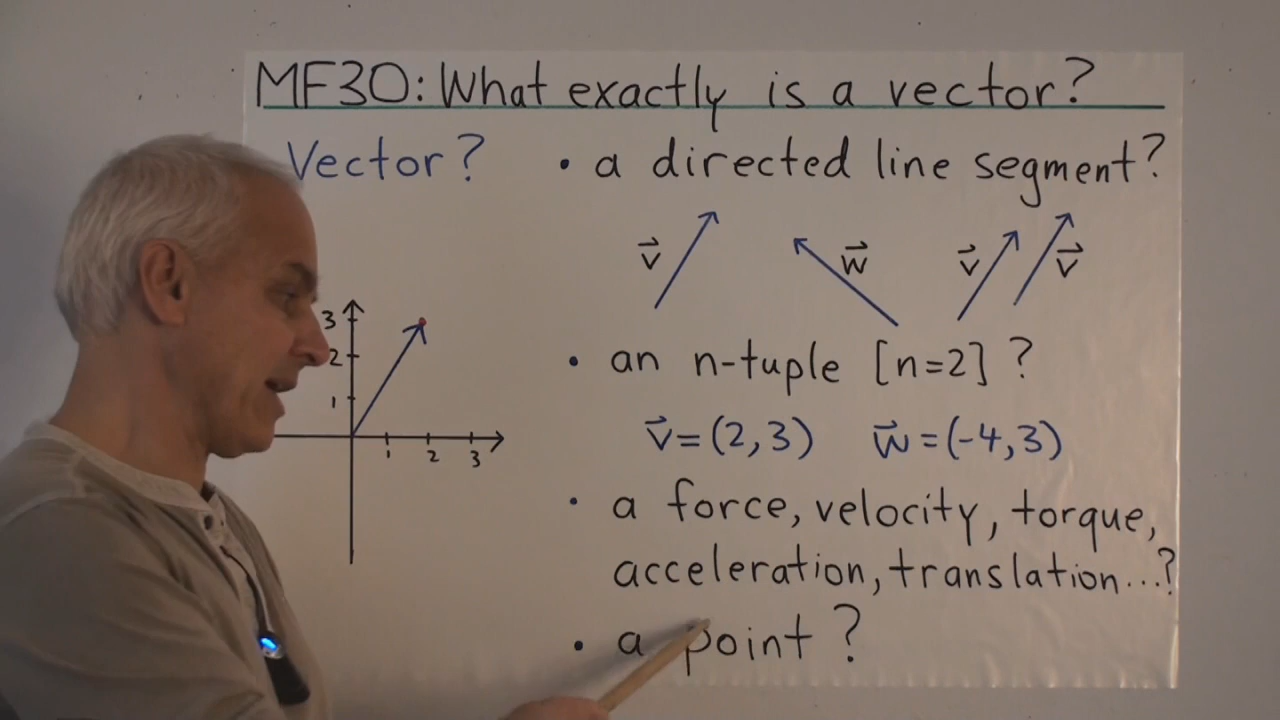 MF30: What exactly is a vector?
Vector?
• a directed line segment?
v⃗ w⃗ v⃗ v⃗
• an n-tuple [n=2] ?
v⃗=(2,3) w⃗=(-4,3)
• a force, velocity, torque,
acceleration, translation...?
• a point ?
3
2
1
1 2 3